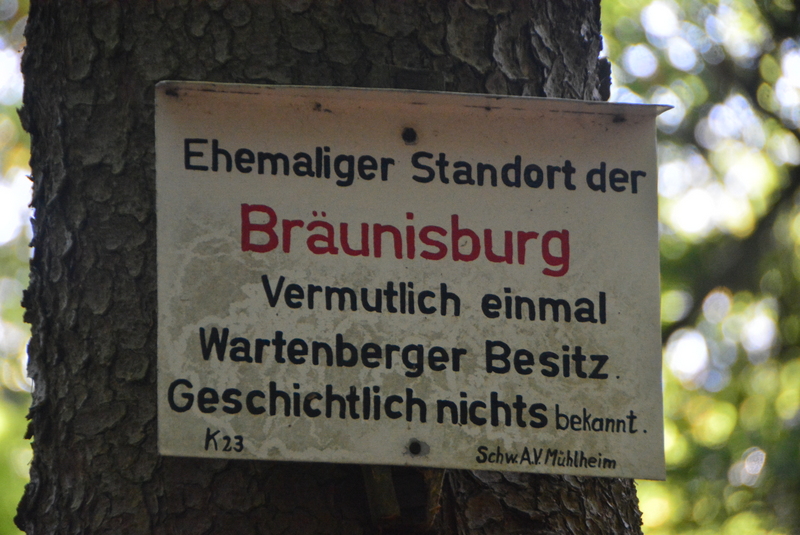 Ehemaliger Standort der
Bräunisburg
Vermutlich einmal
Wartenberger Besitz.
Geschichtlich nichts bekannt.
K23
Schw.A.V. Mühlheim